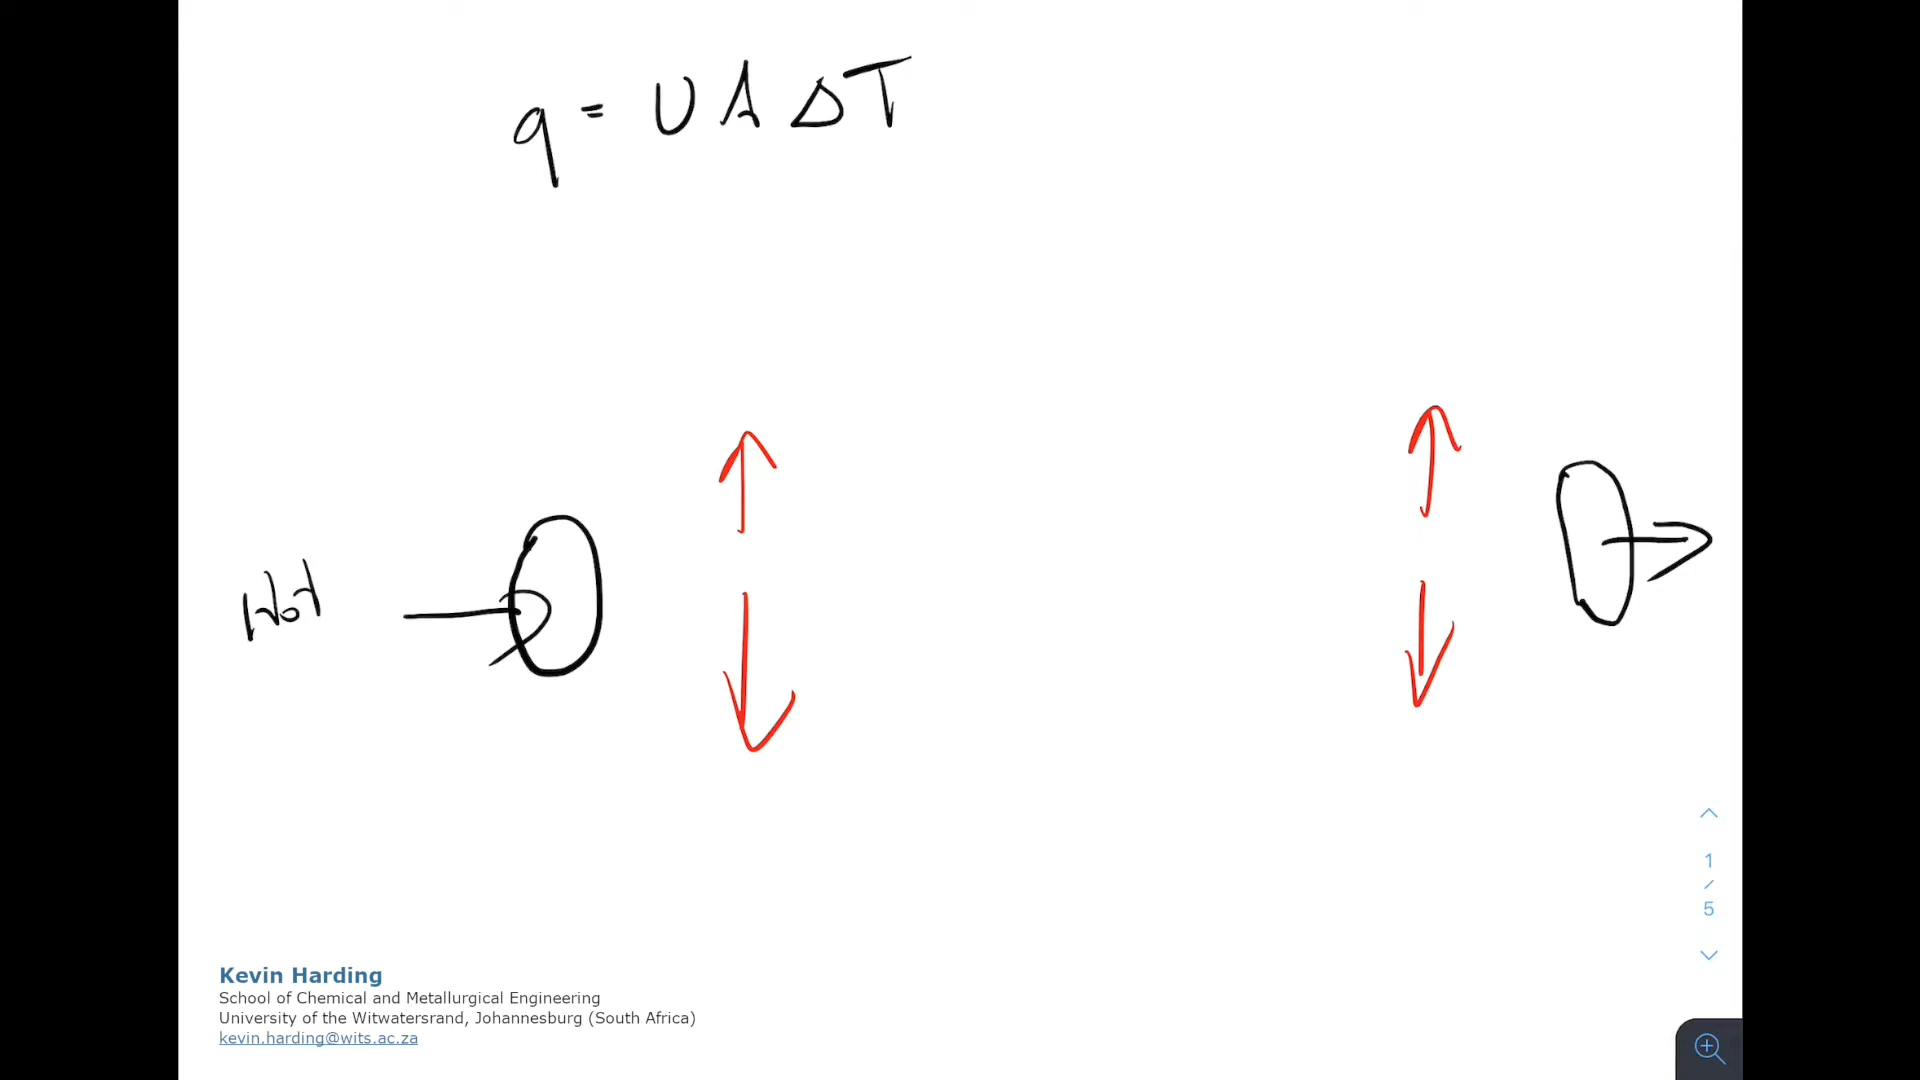 q = U A ΔT
Hot
1
/
5
Kevin Harding
School of Chemical and Metallurgical Engineering
University of the Witwatersrand, Johannesburg (South Africa)
kevin.harding@wits.ac.za